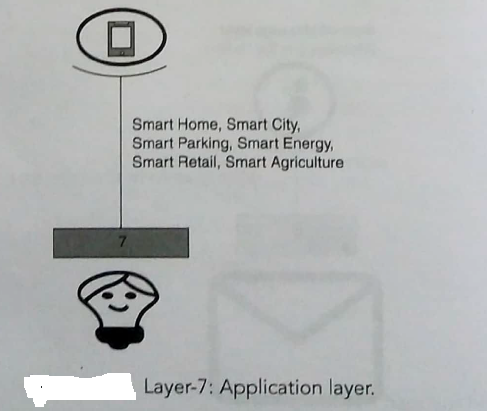 Smart Home, Smart City,
Smart Parking, Smart Energy,
Smart Retail, Smart Agriculture
7
Layer-7: Application layer.